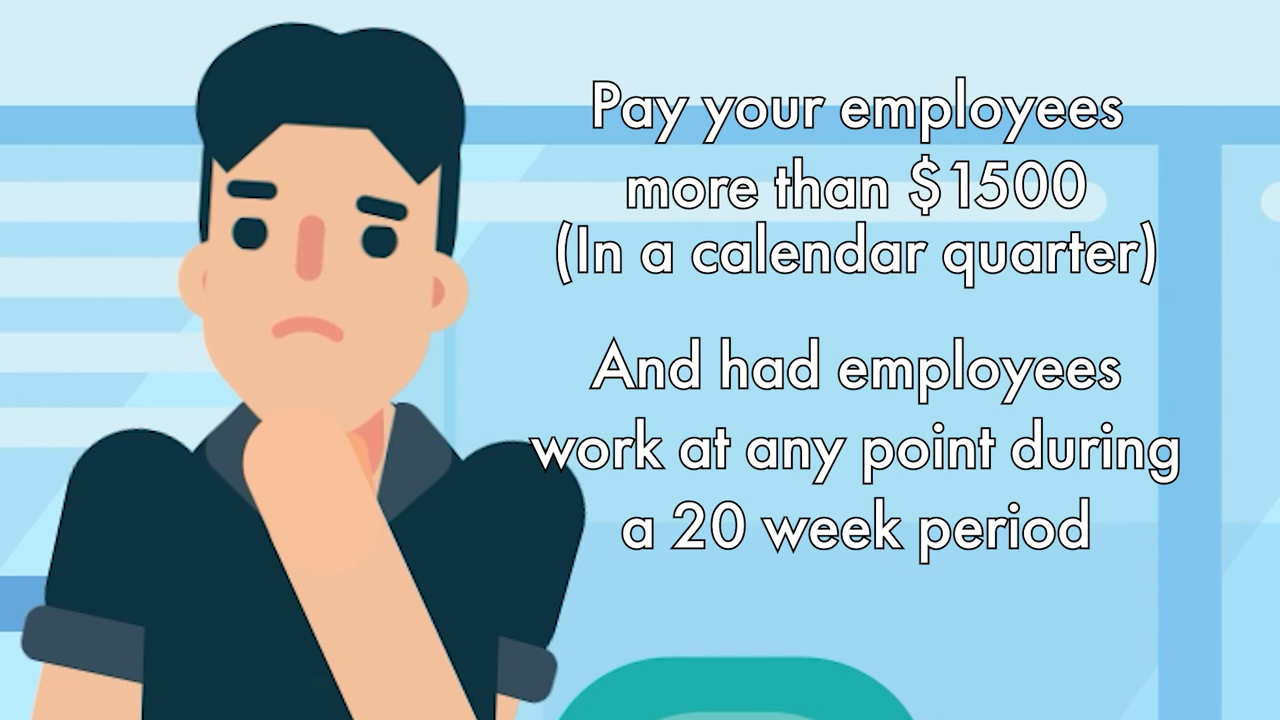 Pay your employees
more than $1500
(In a calendar quarter)
And had employees
work at any point during
a 20 week period